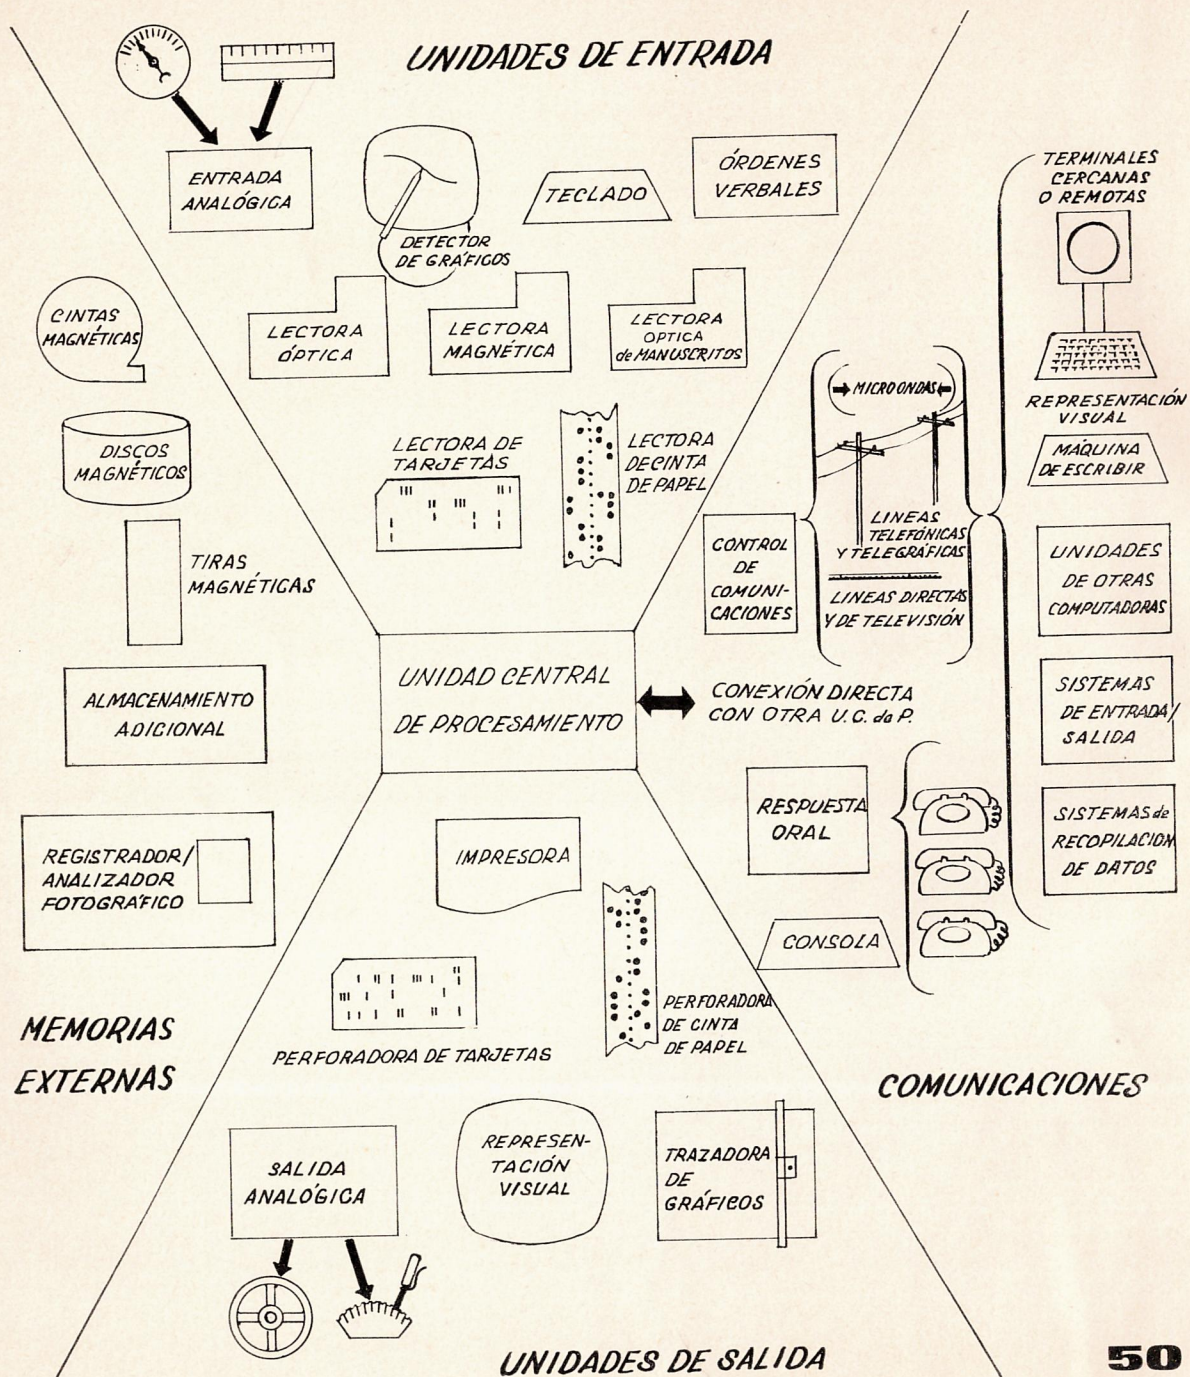 UNIDADES DE ENTRADA
ENTRADA
ANALÓGICA
DETECTOR
DE GRÁFICOS
TECLADO
ÓRDENES
VERBALES
LECTORA
ÓPTICA
LECTORA
MAGNÉTICA
LECTORA
OPTICA
de MANUSCRITOS
LECTORA DE
TARJETAS
LECTORA
DE CINTA
DE PAPEL
CINTAS
MAGNÉTICAS
DISCOS
MAGNÉTICOS
TIRAS
MAGNÉTICAS
ALMACENAMIENTO
ADICIONAL
REGISTRADOR/
ANALIZADOR
FOTOGRÁFICO
MEMORIAS
EXTERNAS
UNIDAD CENTRAL
DE PROCESAMIENTO
CONEXIÓN DIRECTA
CON OTRA U.C. de P.
CONTROL
DE
COMUNI-
CACIONES
MICROONDAS
LINEAS
TELEFÓNICAS
Y TELEGRÁFICAS
LINEAS DIRECTAS
Y DE TELEVISIÓN
TERMINALES
CERCANAS
O REMOTAS
REPRESENTACIÓN
VISUAL
MÁQUINA
DE ESCRIBIR
UNIDADES
DE OTRAS
COMPUTADORAS
SISTEMAS
DE ENTRADA/
SALIDA
SISTEMAS de
RECOPILACION
DE DATOS
RESPUESTA
ORAL
CONSOLA
COMUNICACIONES
IMPRESORA
PERFORADORA DE TARJETAS
PERFORADORA
DE CINTA
DE PAPEL
SALIDA
ANALÓGICA
REPRESEN-
TACIÓN
VISUAL
TRAZADORA
DE
GRÁFICOS
UNIDADES DE SALIDA
50